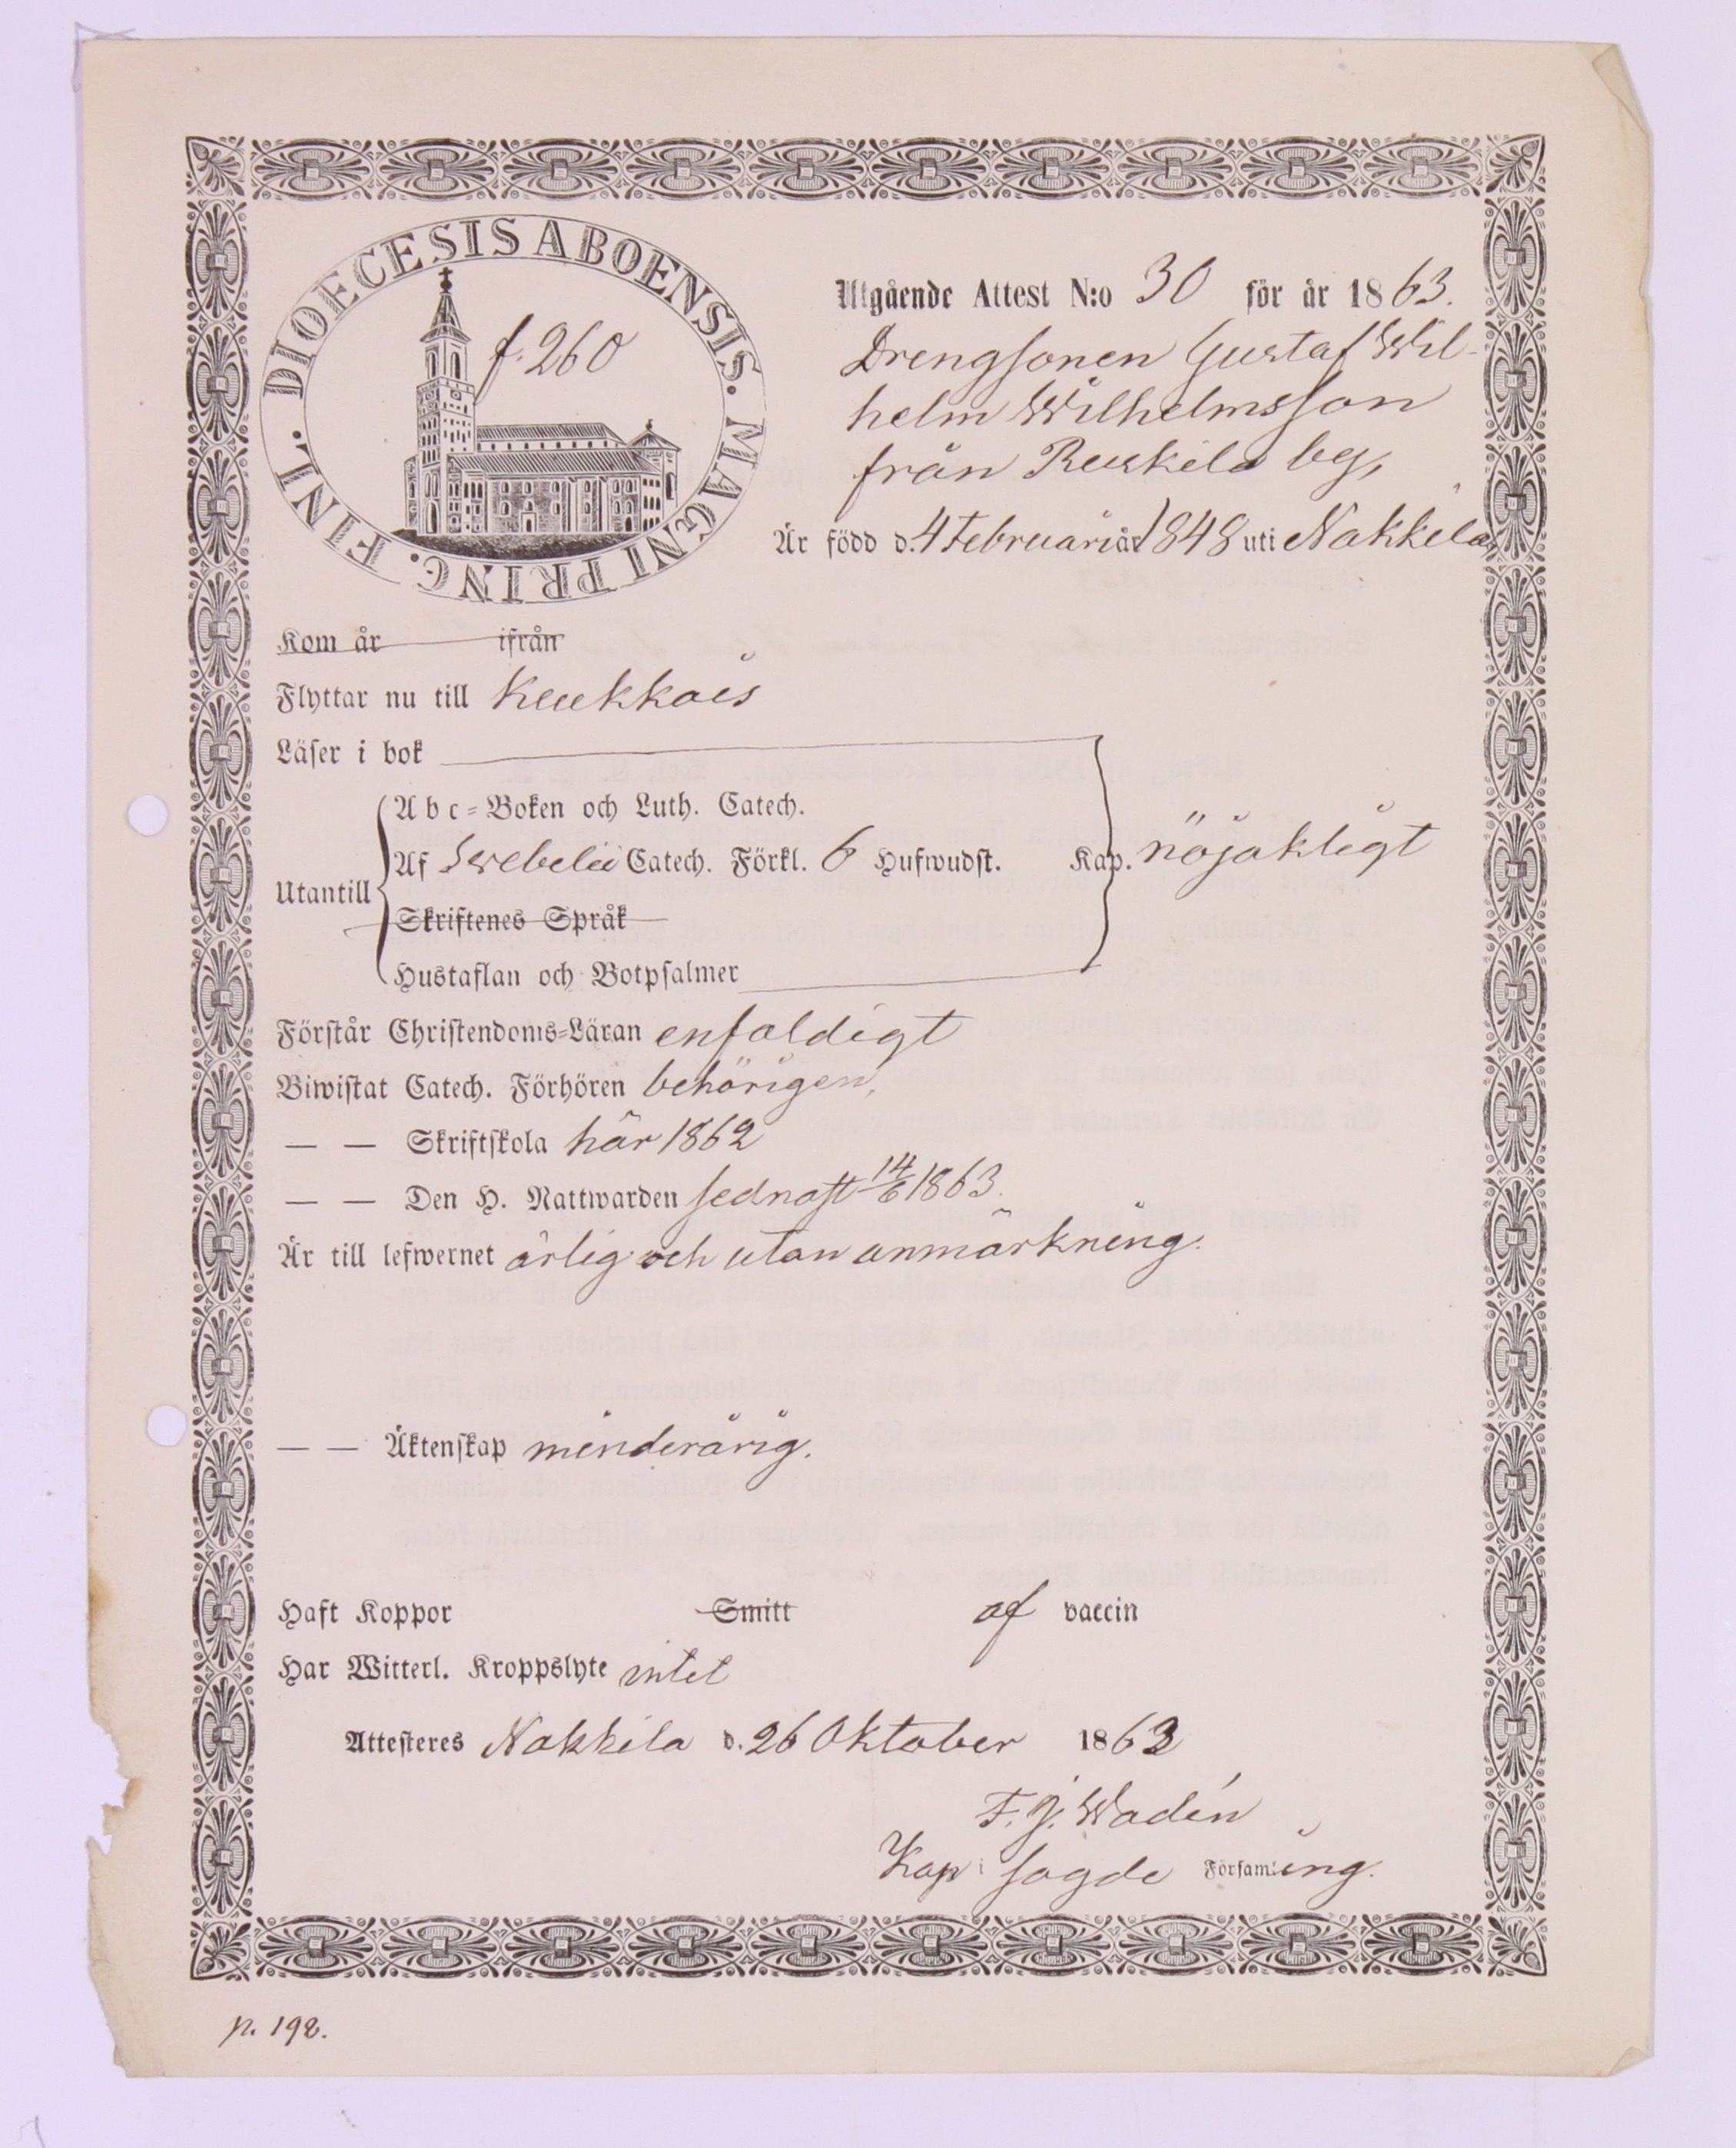 DIOECESIS ABOENSIS. MAGNI PRINC. FINL.
f. 260
Utgående Attest N:o 30 för år 1863.
Drengsonen Gustaf Wil-
helm Wilhelmsson
från Ruskila by,
Är född d. 4 Februari år 1848 uti Nakkila
Kom år ifrån
Flyttar nu till Keikkois
Läser i bok
Abc-Boken och Luth. Catech.
Utantill Af Svebelii Catech. Förkl. 6 Hufwudst. Kap. nöjakligt
Skriftenes Språk
Hustaflan och Botpsalmer
Förstår Christendoms-Läran enfaldigt
Biwistat Catech. Förhören behörigen,
— — Skriftskola här 1862
— — Den H. Nattwarden sednast 14/6 1863.
Är till lefwernet ärlig och utan anmärkning.
— — Äktenskap minderårig.
Haft Koppor Smitt af vaccin
Har Witterl. Kroppslyte intet
Attesteres Nakkila d. 26 Oktober 1863
F. J. Wadén
Kap i sagde Församling.
p. 198.